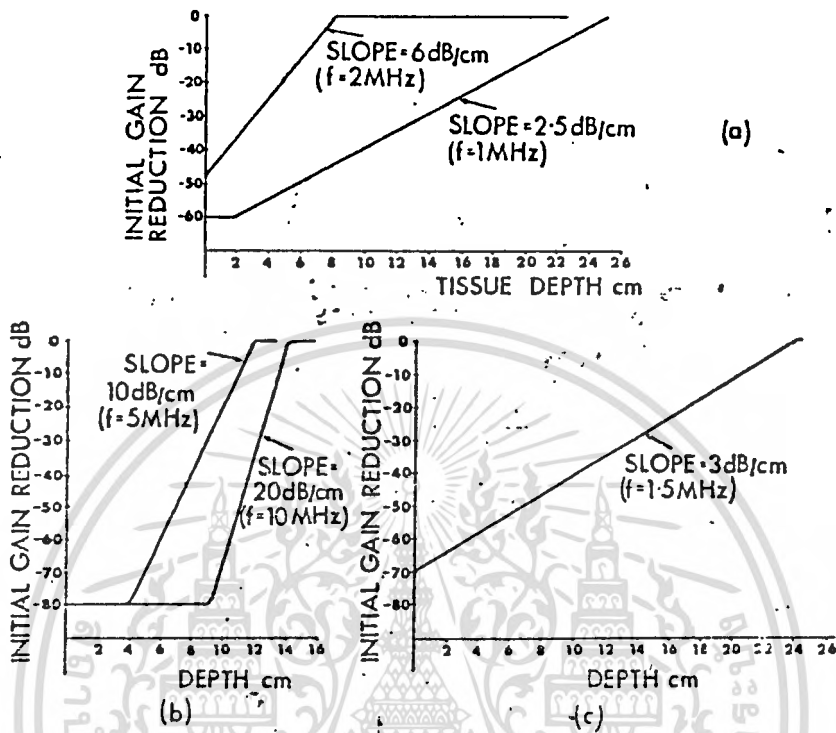 INITIAL GAIN
REDUCTION dB
0
-10
-20
-30
-40
-50
-60
SLOPE=6dB/cm
(f=2MHz)
SLOPE=2·5dB/cm
(f=1MHz)
(a)
2 4 6 8 10 12 14 16 18 20 22 24 26
TISSUE DEPTH cm
INITIAL GAIN REDUCTION dB
0
-10
-20
-30
-40
-50
-60
-70
-80
SLOPE=
10dB/cm
(f=5MHz)
SLOPE=
20dB/cm
(f=10MHz)
2 4 6 8 10 12 14 16
DEPTH cm
(b)
INITIAL GAIN REDUCTION dB
0
-10
-20
-30
-40
-50
-60
-70
-80
SLOPE=3dB/cm
(f=1·5MHz)
2 4 6 8 10 12 14 16 18 20 22 24 26
DEPTH cm
(c)